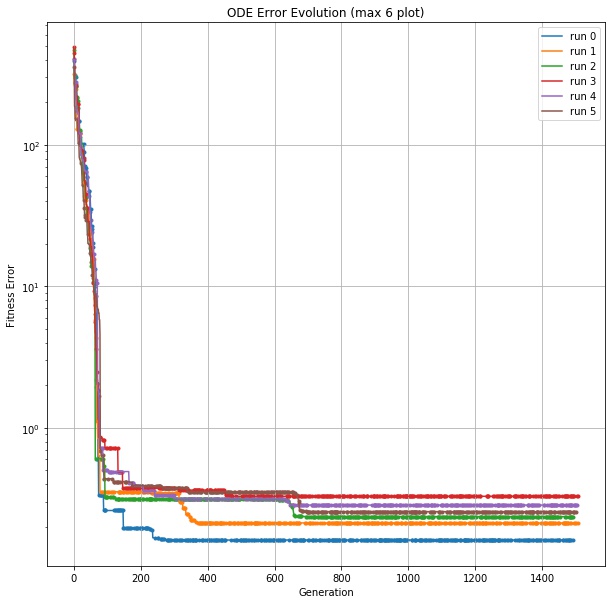 ODE Error Evolution (max 6 plot)
run 0
run 1
run 2
run 3
run 4
run 5
Fitness Error
10²
10¹
10⁰
0 200 400 600 800 1000 1200 1400
Generation